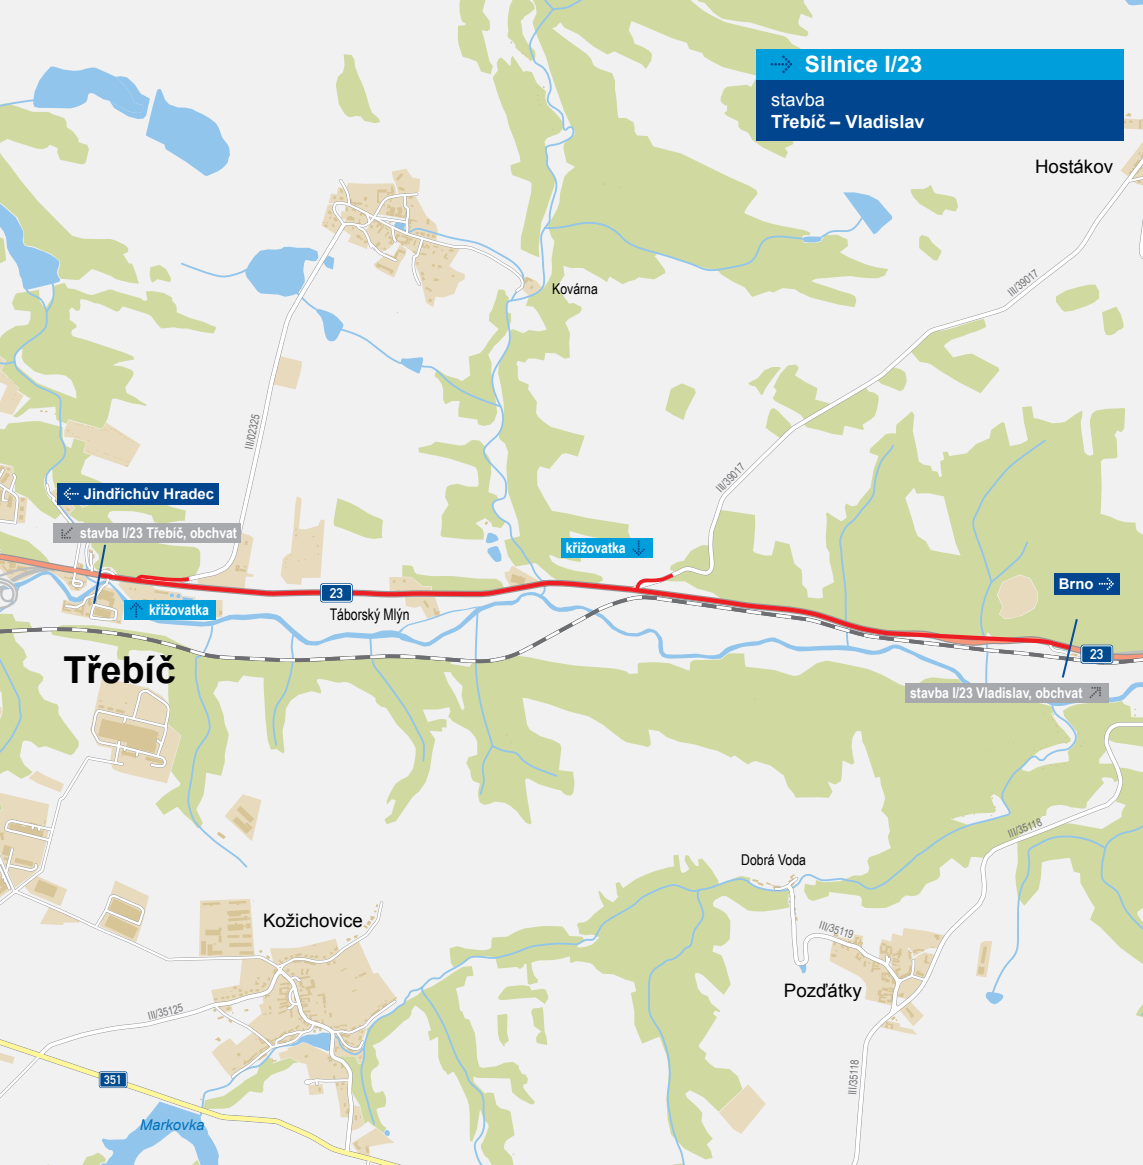 Silnice I/23
stavba
Třebíč – Vladislav
Hostákov
III/39017
Kovárna
III/02325
III/39017
Jindřichův Hradec
stavba I/23 Třebíč, obchvat
křižovatka
Brno
23
křižovatka
Táborský Mlýn
23
Třebíč
stavba I/23 Vladislav, obchvat
III/35118
Dobrá Voda
Kožichovice
III/35119
Pozďátky
III/35125
351
III/35118
Markovka